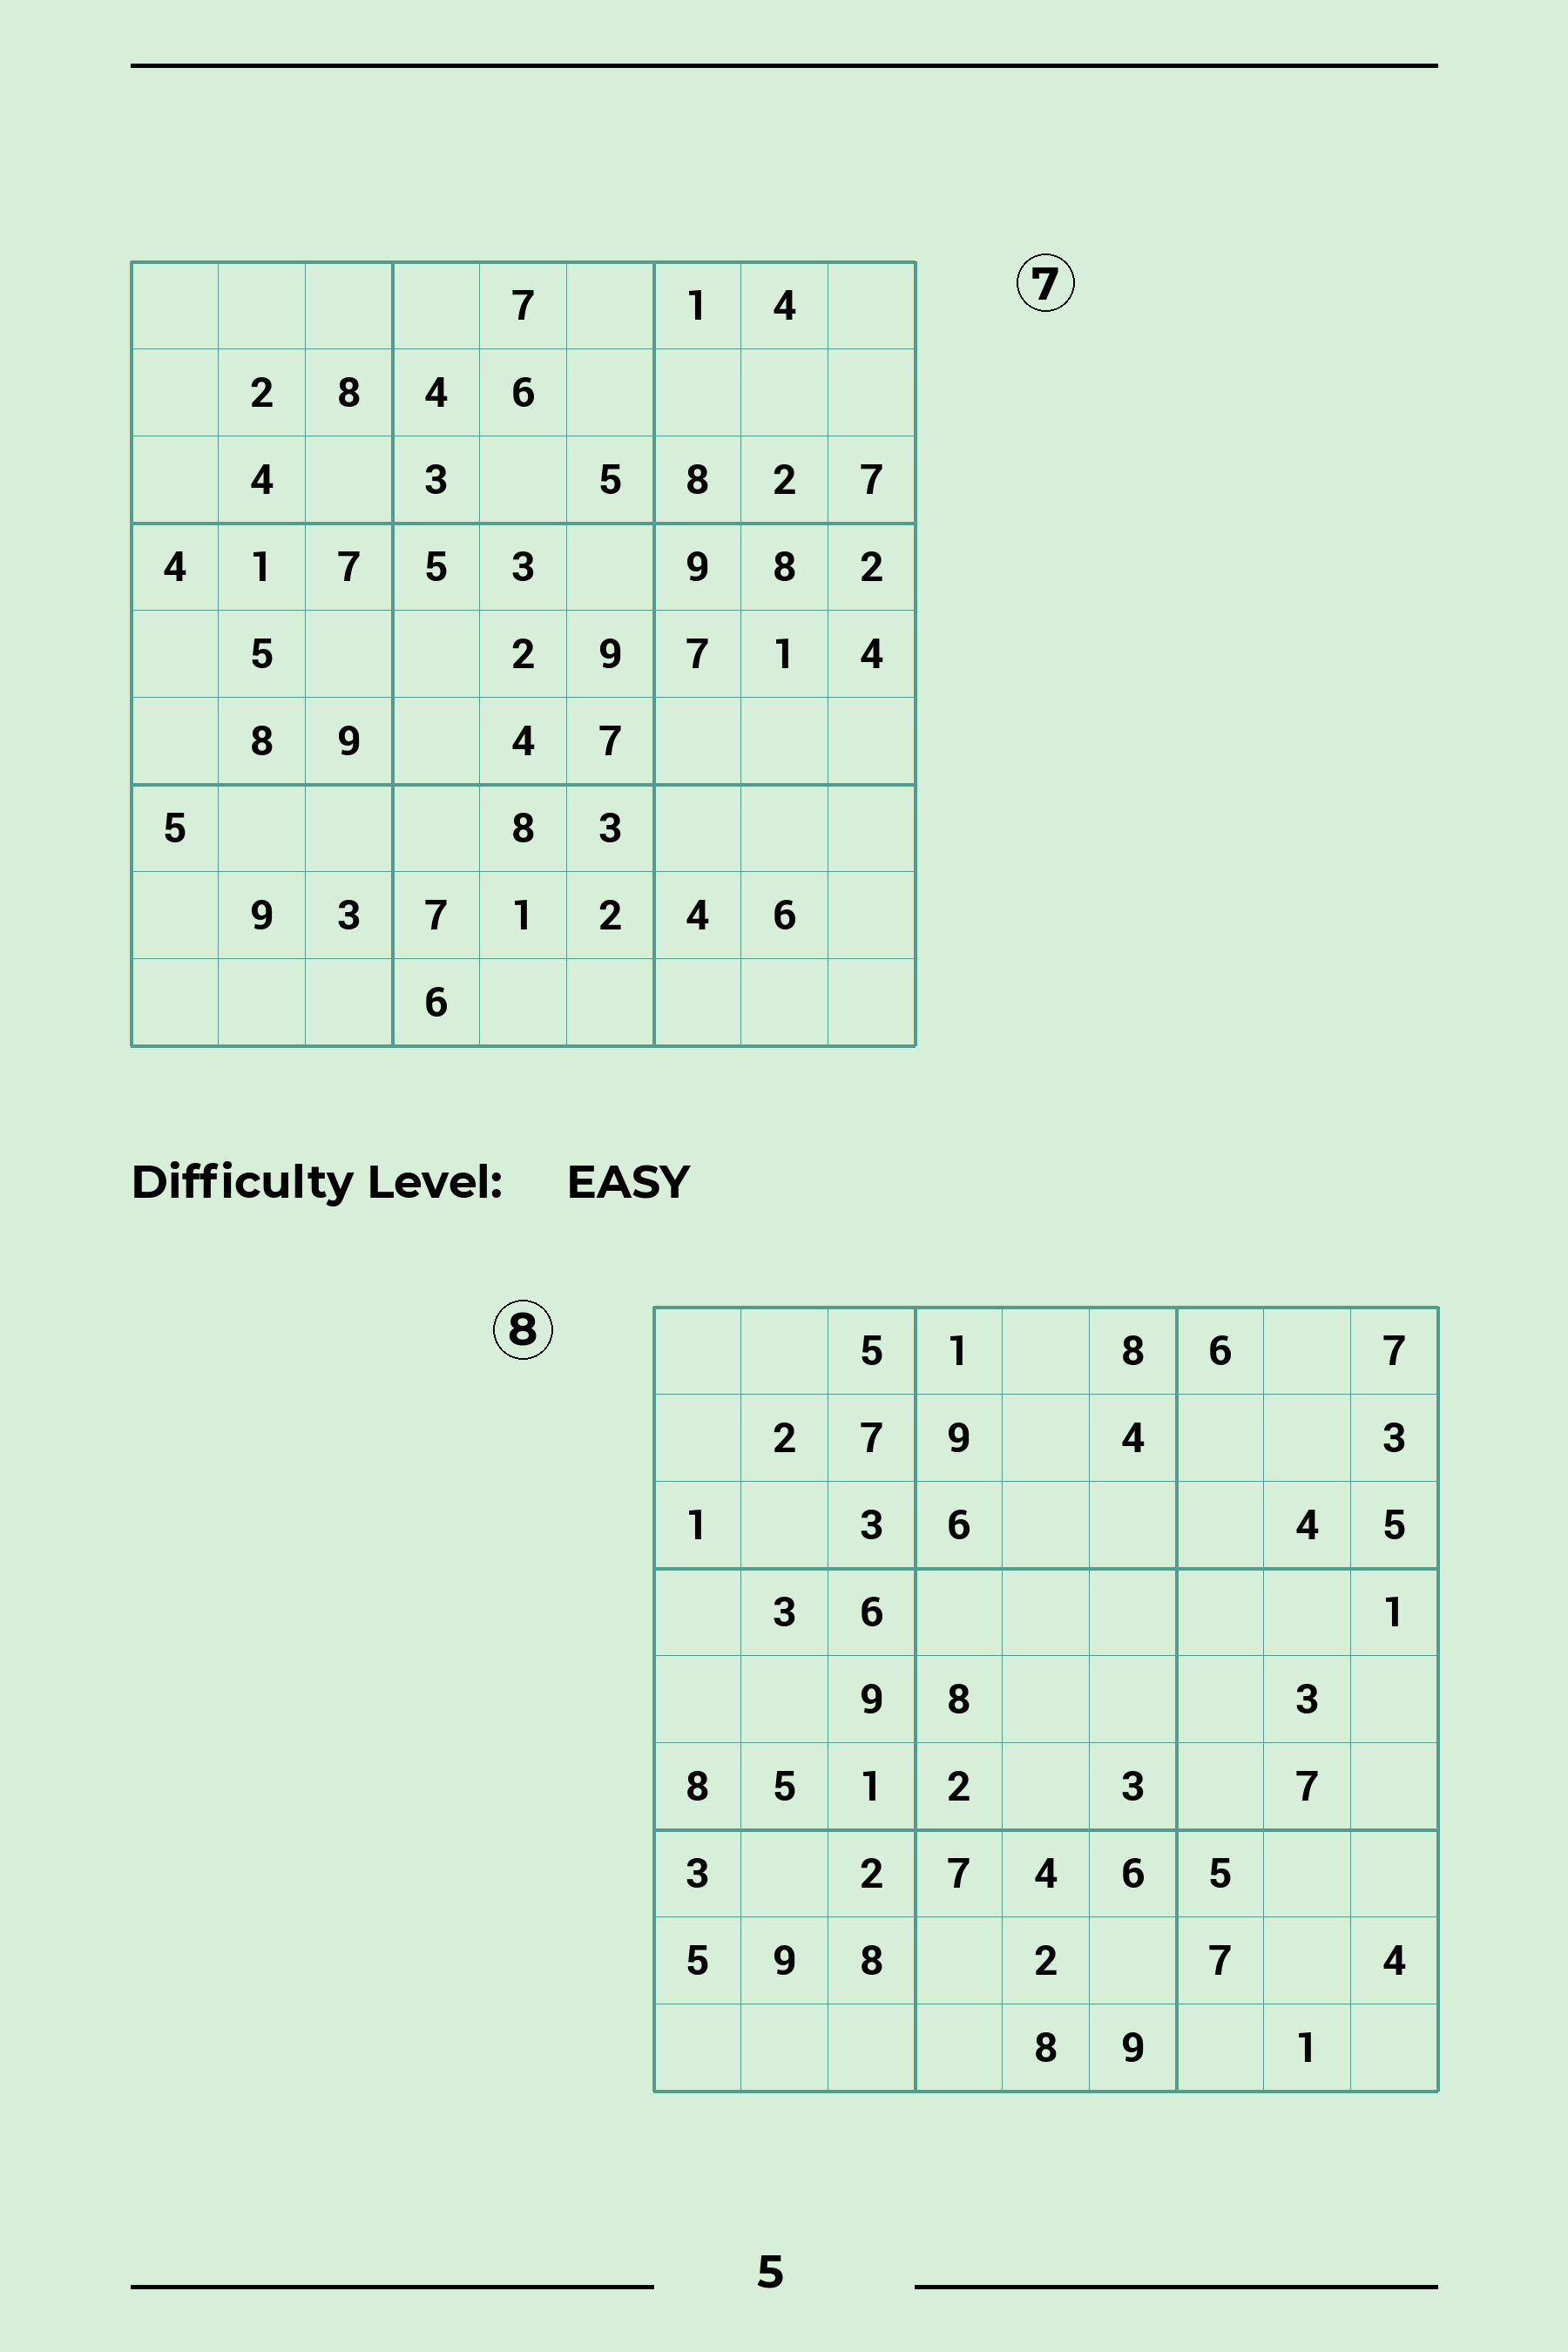 7
7 1 4
2 8 4 6
4 3 5 8 2 7
4 1 7 5 3 9 8 2
5 2 9 7 1 4
8 9 4 7
5 8 3
9 3 7 1 2 4 6
6
Difficulty Level: EASY
8
5 1 8 6 7
2 7 9 4 3
1 3 6 4 5
3 6 1
9 8 3
8 5 1 2 3 7
3 2 7 4 6 5
5 9 8 2 7 4
8 9 1
5